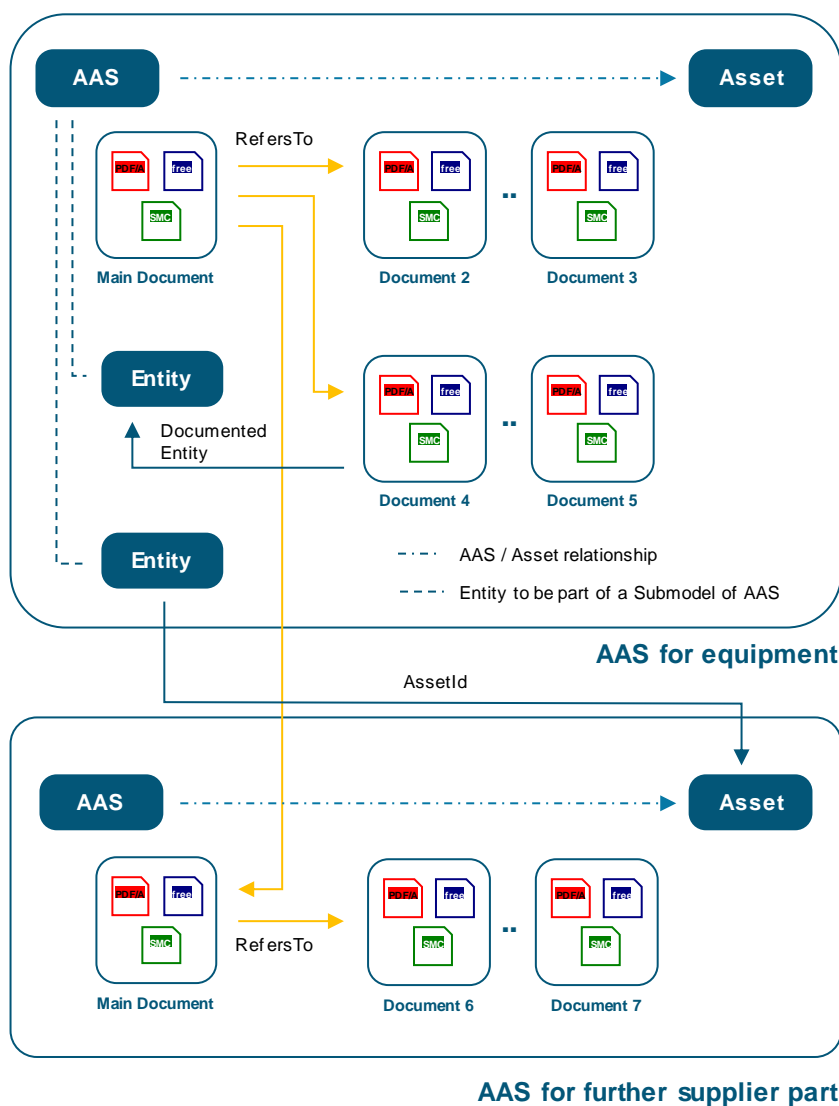 AAS
Asset
RefersTo
PDF/A
free
SMC
PDF/A
free
SMC
..
PDF/A
free
SMC
Main Document
Document 2
Document 3
Entity
PDF/A
free
SMC
..
PDF/A
free
SMC
Documented
Entity
Document 4
Document 5
Entity
AAS / Asset relationship
Entity to be part of a Submodel of AAS
AAS for equipment
AssetId
AAS
Asset
PDF/A
free
SMC
RefersTo
PDF/A
free
SMC
..
PDF/A
free
SMC
Main Document
Document 6
Document 7
AAS for further supplier part